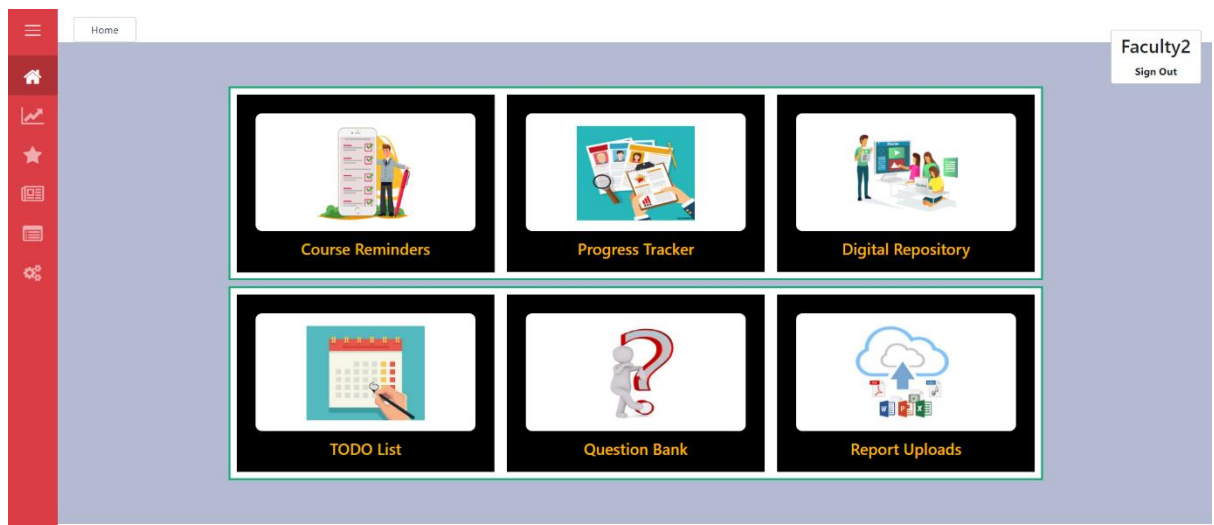 Home
Faculty2
Sign Out
Course Reminders
Progress Tracker
Digital Repository
TODO List
Question Bank
Report Uploads